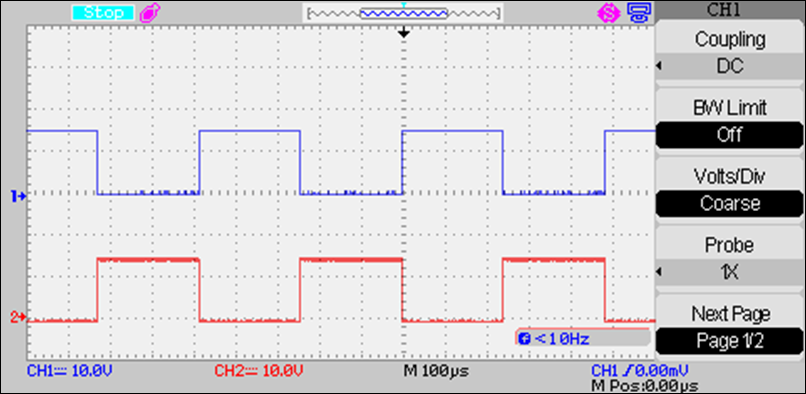 Stop
CH1
Coupling
DC
BW Limit
Off
Volts/Div
Coarse
Probe
1X
Next Page
Page 1/2
1
2
f <10Hz
CH1 10.0V
CH2 10.0V
M 100µs
CH1 0.00mV
M Pos:0.00µs